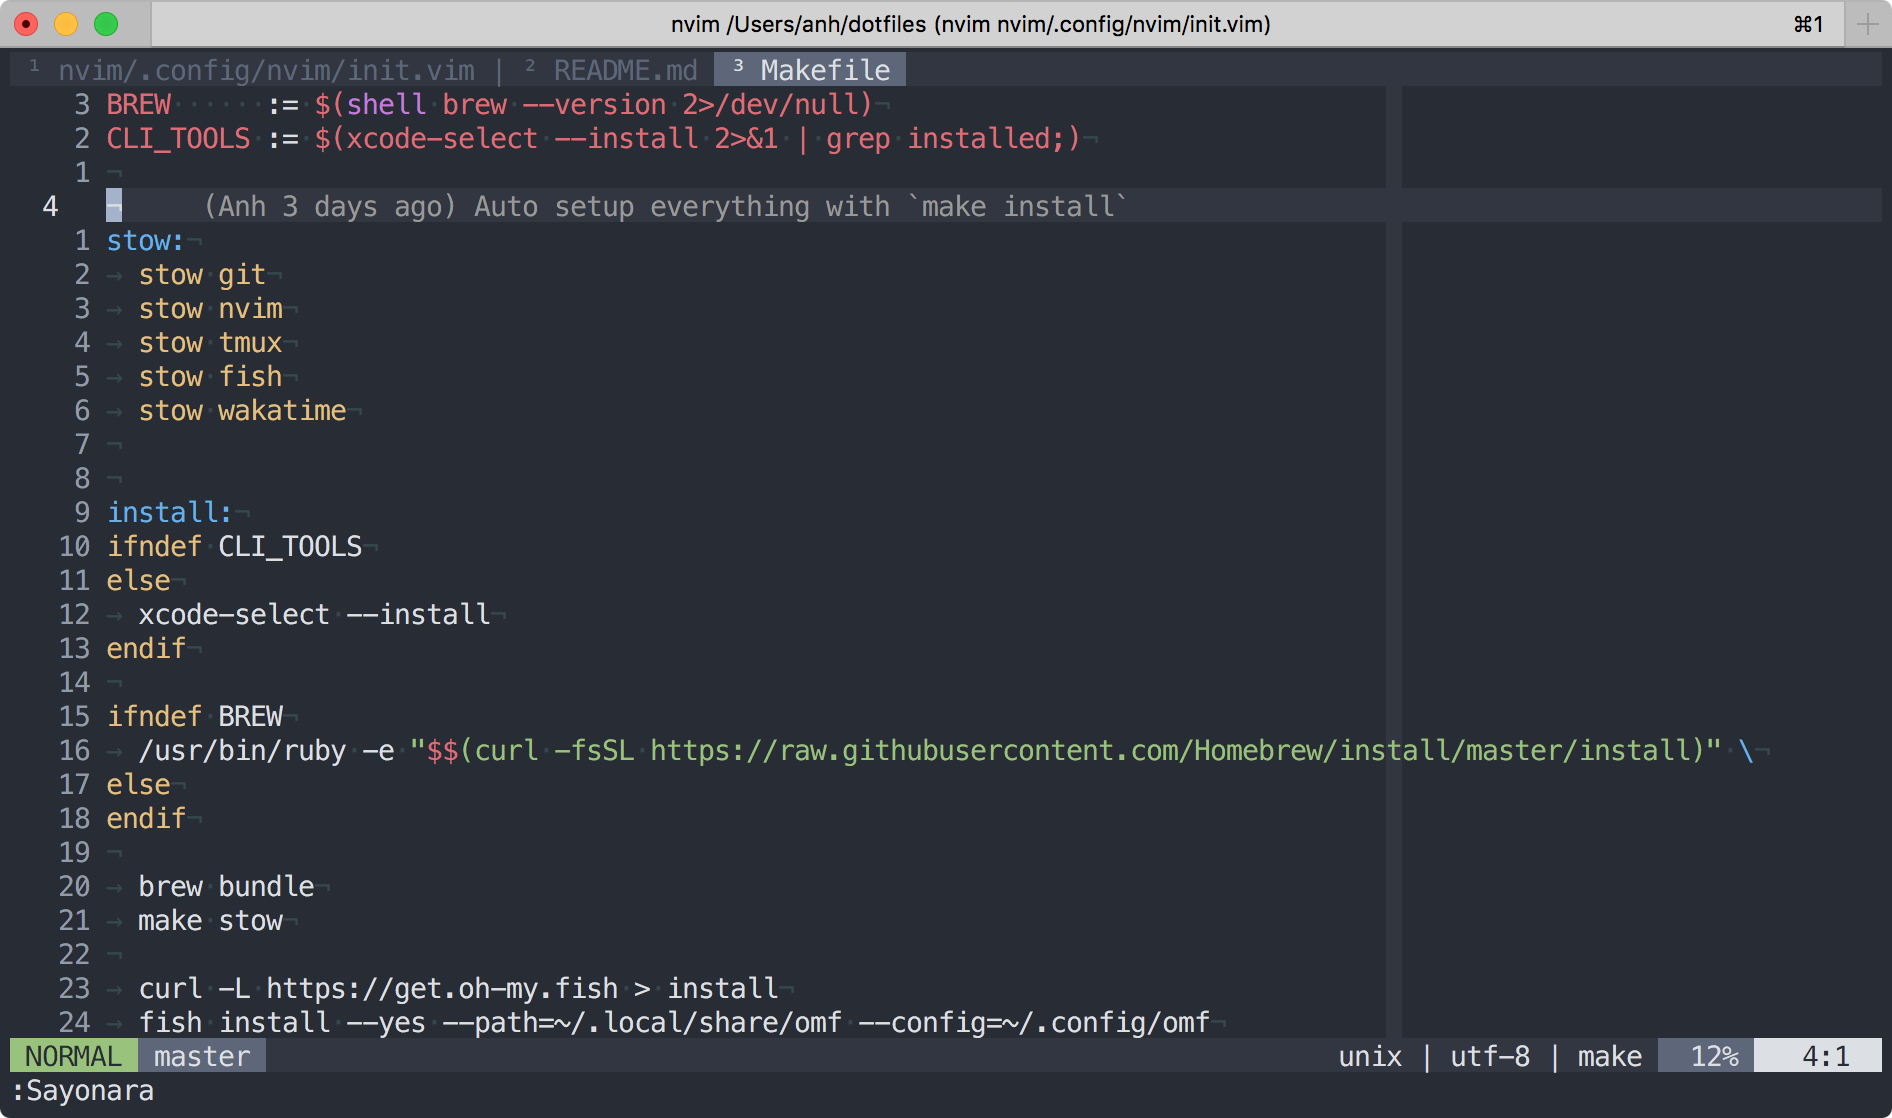 nvim /Users/anh/dotfiles (nvim nvim/.config/nvim/init.vim) ⌘1 +
¹ nvim/.config/nvim/init.vim | ² README.md ³ Makefile
3 BREW······:=·$(shell·brew·--version·2>/dev/null)¬
2 CLI_TOOLS·:=·$(xcode-select·--install·2>&1·|·grep·installed;)¬
1 ¬
4 ¬ (Anh 3 days ago) Auto setup everything with `make install`
1 stow:¬
2 → stow·git¬
3 → stow·nvim¬
4 → stow·tmux¬
5 → stow·fish¬
6 → stow·wakatime¬
7 ¬
8 ¬
9 install:¬
10 ifndef·CLI_TOOLS¬
11 else¬
12 → xcode-select·--install¬
13 endif¬
14 ¬
15 ifndef·BREW¬
16 → /usr/bin/ruby·-e·"$$(curl·-fsSL·https://raw.githubusercontent.com/Homebrew/install/master/install)"·\¬
17 else¬
18 endif¬
19 ¬
20 → brew·bundle¬
21 → make·stow¬
22 ¬
23 → curl·-L·https://get.oh-my.fish·>·install¬
24 → fish·install·--yes·--path=~/.local/share/omf·--config=~/.config/omf¬
NORMAL master unix | utf-8 | make 12% 4:1
:Sayonara